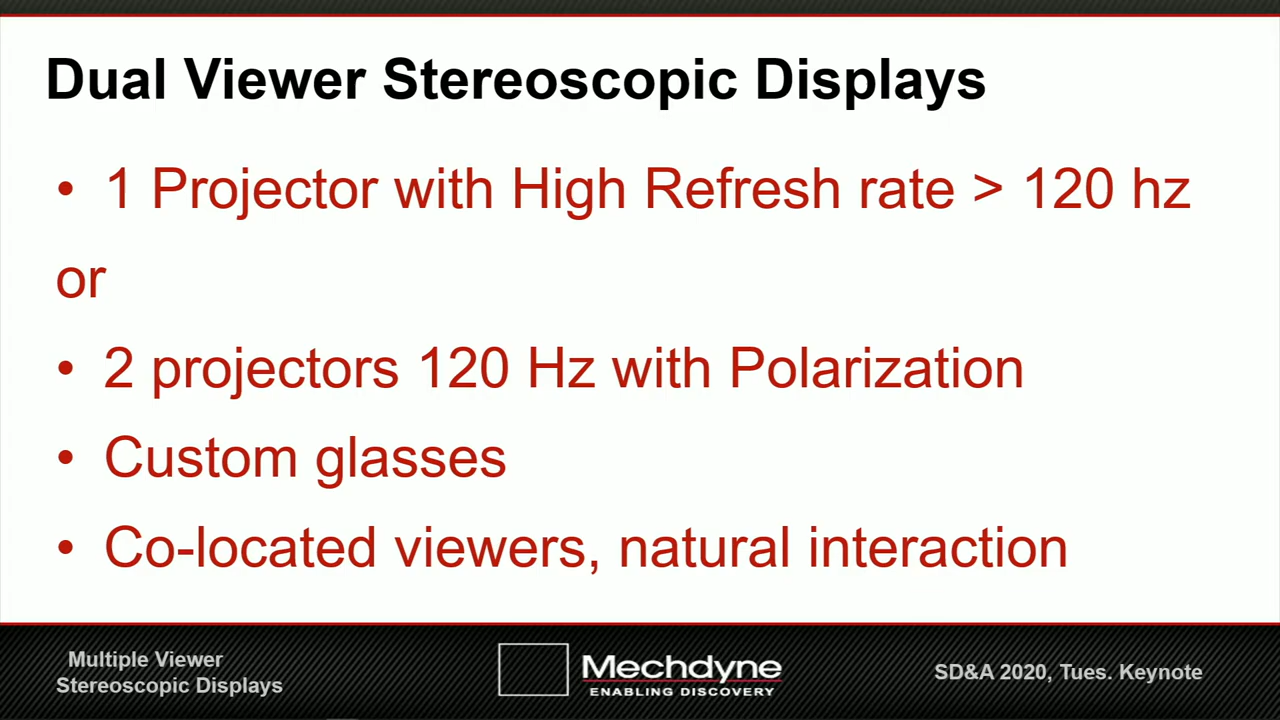 Dual Viewer Stereoscopic Displays
• 1 Projector with High Refresh rate > 120 hz
or
• 2 projectors 120 Hz with Polarization
• Custom glasses
• Co-located viewers, natural interaction
Multiple Viewer
Stereoscopic Displays
Mechdyne
ENABLING DISCOVERY
SD&A 2020, Tues. Keynote